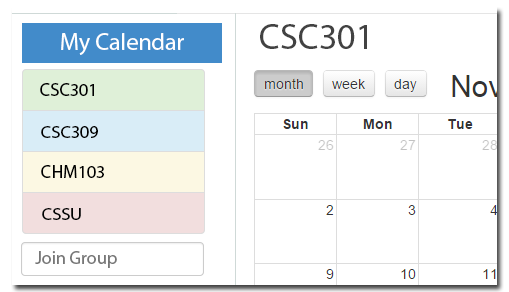 My Calendar
CSC301
CSC309
CHM103
CSSU
Join Group
CSC301
month week day Nov
Sun Mon Tue
26 27 28
2 3 4
9 10 11